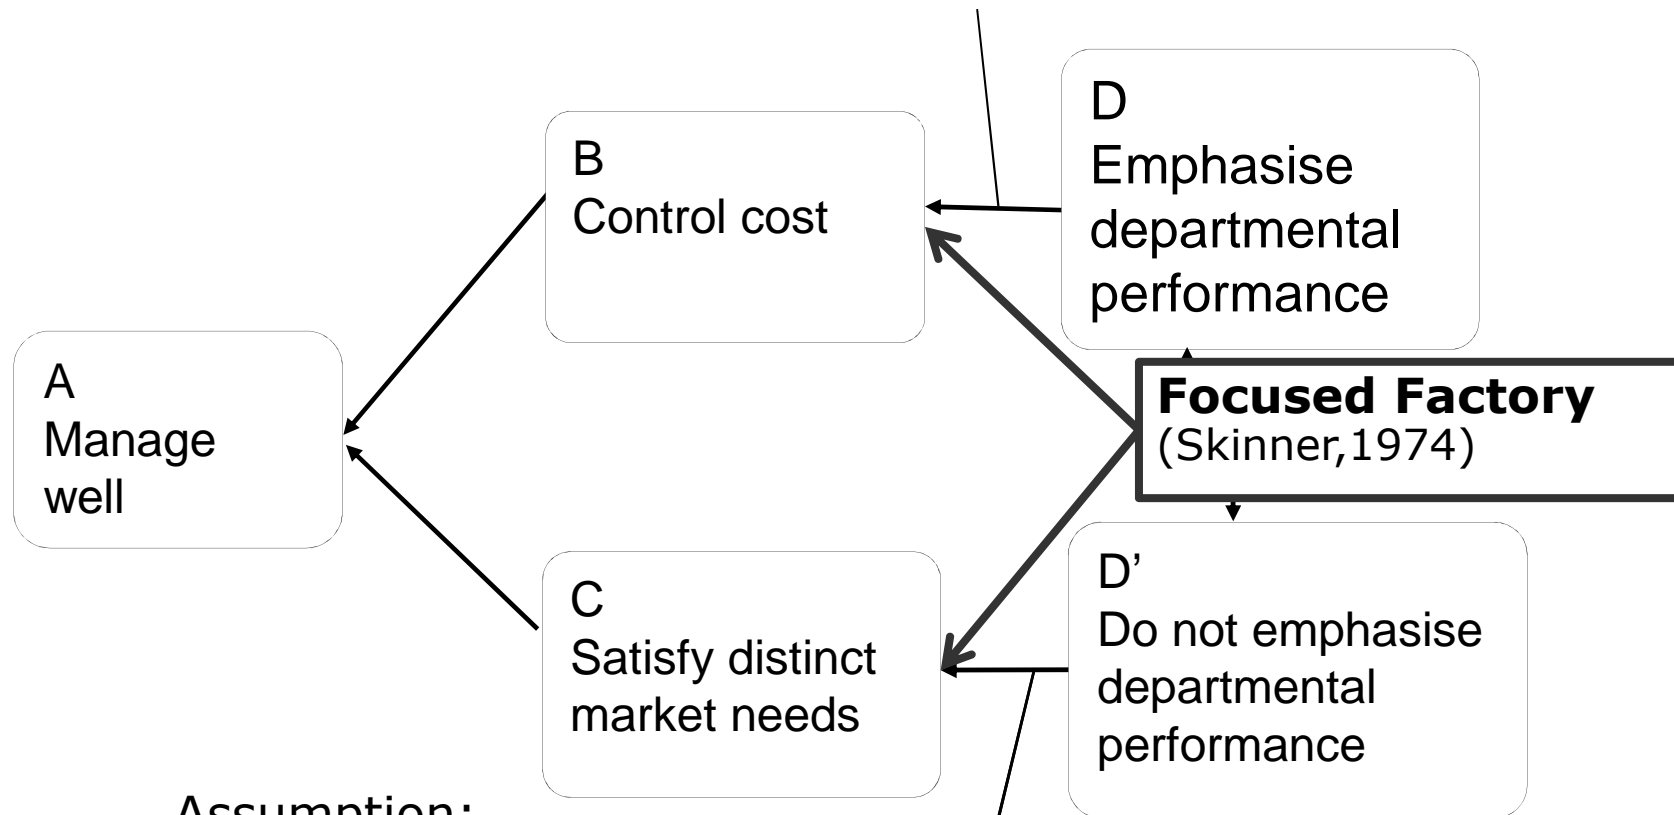 D
Emphasise
departmental
performance
B
Control cost
A
Manage
well
Focused Factory
(Skinner,1974)
C
Satisfy distinct
market needs
D’
Do not emphasise
departmental
performance
Assumption: